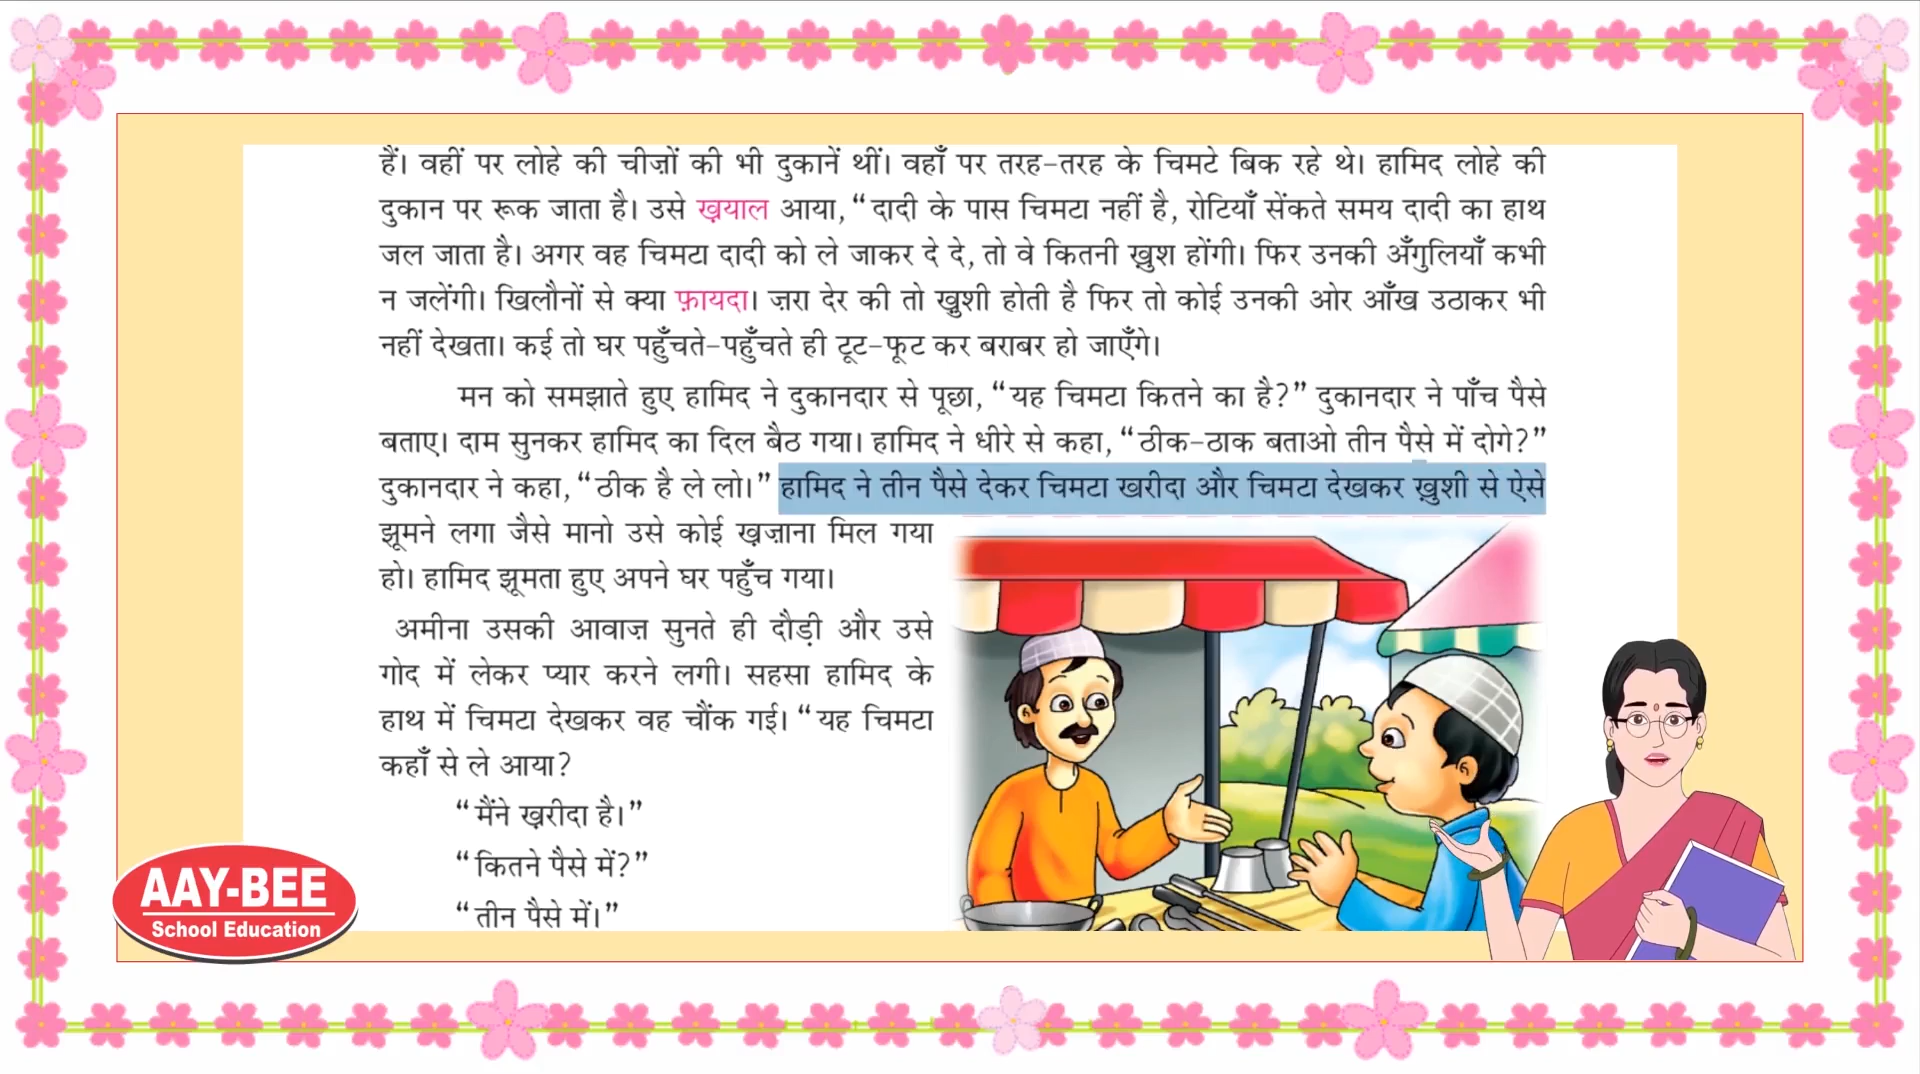 हैं। वहीं पर लोहे की चीज़ों की भी दुकानें थीं। वहाँ पर तरह-तरह के चिमटे बिक रहे थे। हामिद लोहे की
दुकान पर रूक जाता है। उसे ख़याल आया, “दादी के पास चिमटा नहीं है, रोटियाँ सेंकते समय दादी का हाथ
जल जाता है। अगर वह चिमटा दादी को ले जाकर दे दे, तो वे कितनी ख़ुश होंगी। फिर उनकी अँगुलियाँ कभी
न जलेंगी। खिलौनों से क्या फ़ायदा। ज़रा देर की तो ख़ुशी होती है फिर तो कोई उनकी ओर आँख उठाकर भी
नहीं देखता। कई तो घर पहुँचते-पहुँचते ही टूट-फूट कर बराबर हो जाएँगे।
मन को समझाते हुए हामिद ने दुकानदार से पूछा, “यह चिमटा कितने का है?” दुकानदार ने पाँच पैसे
बताए। दाम सुनकर हामिद का दिल बैठ गया। हामिद ने धीरे से कहा, “ठीक-ठाक बताओ तीन पैसे में दोगे?”
दुकानदार ने कहा, “ठीक है ले लो।” हामिद ने तीन पैसे देकर चिमटा खरीदा और चिमटा देखकर ख़ुशी से ऐसे
झूमने लगा जैसे मानो उसे कोई ख़ज़ाना मिल गया
हो। हामिद झूमता हुए अपने घर पहुँच गया।
अमीना उसकी आवाज़ सुनते ही दौड़ी और उसे
गोद में लेकर प्यार करने लगी। सहसा हामिद के
हाथ में चिमटा देखकर वह चौंक गई। “यह चिमटा
कहाँ से ले आया?
“मैंने ख़रीदा है।”
“कितने पैसे में?”
“तीन पैसे में।”
AAY-BEE
School Education